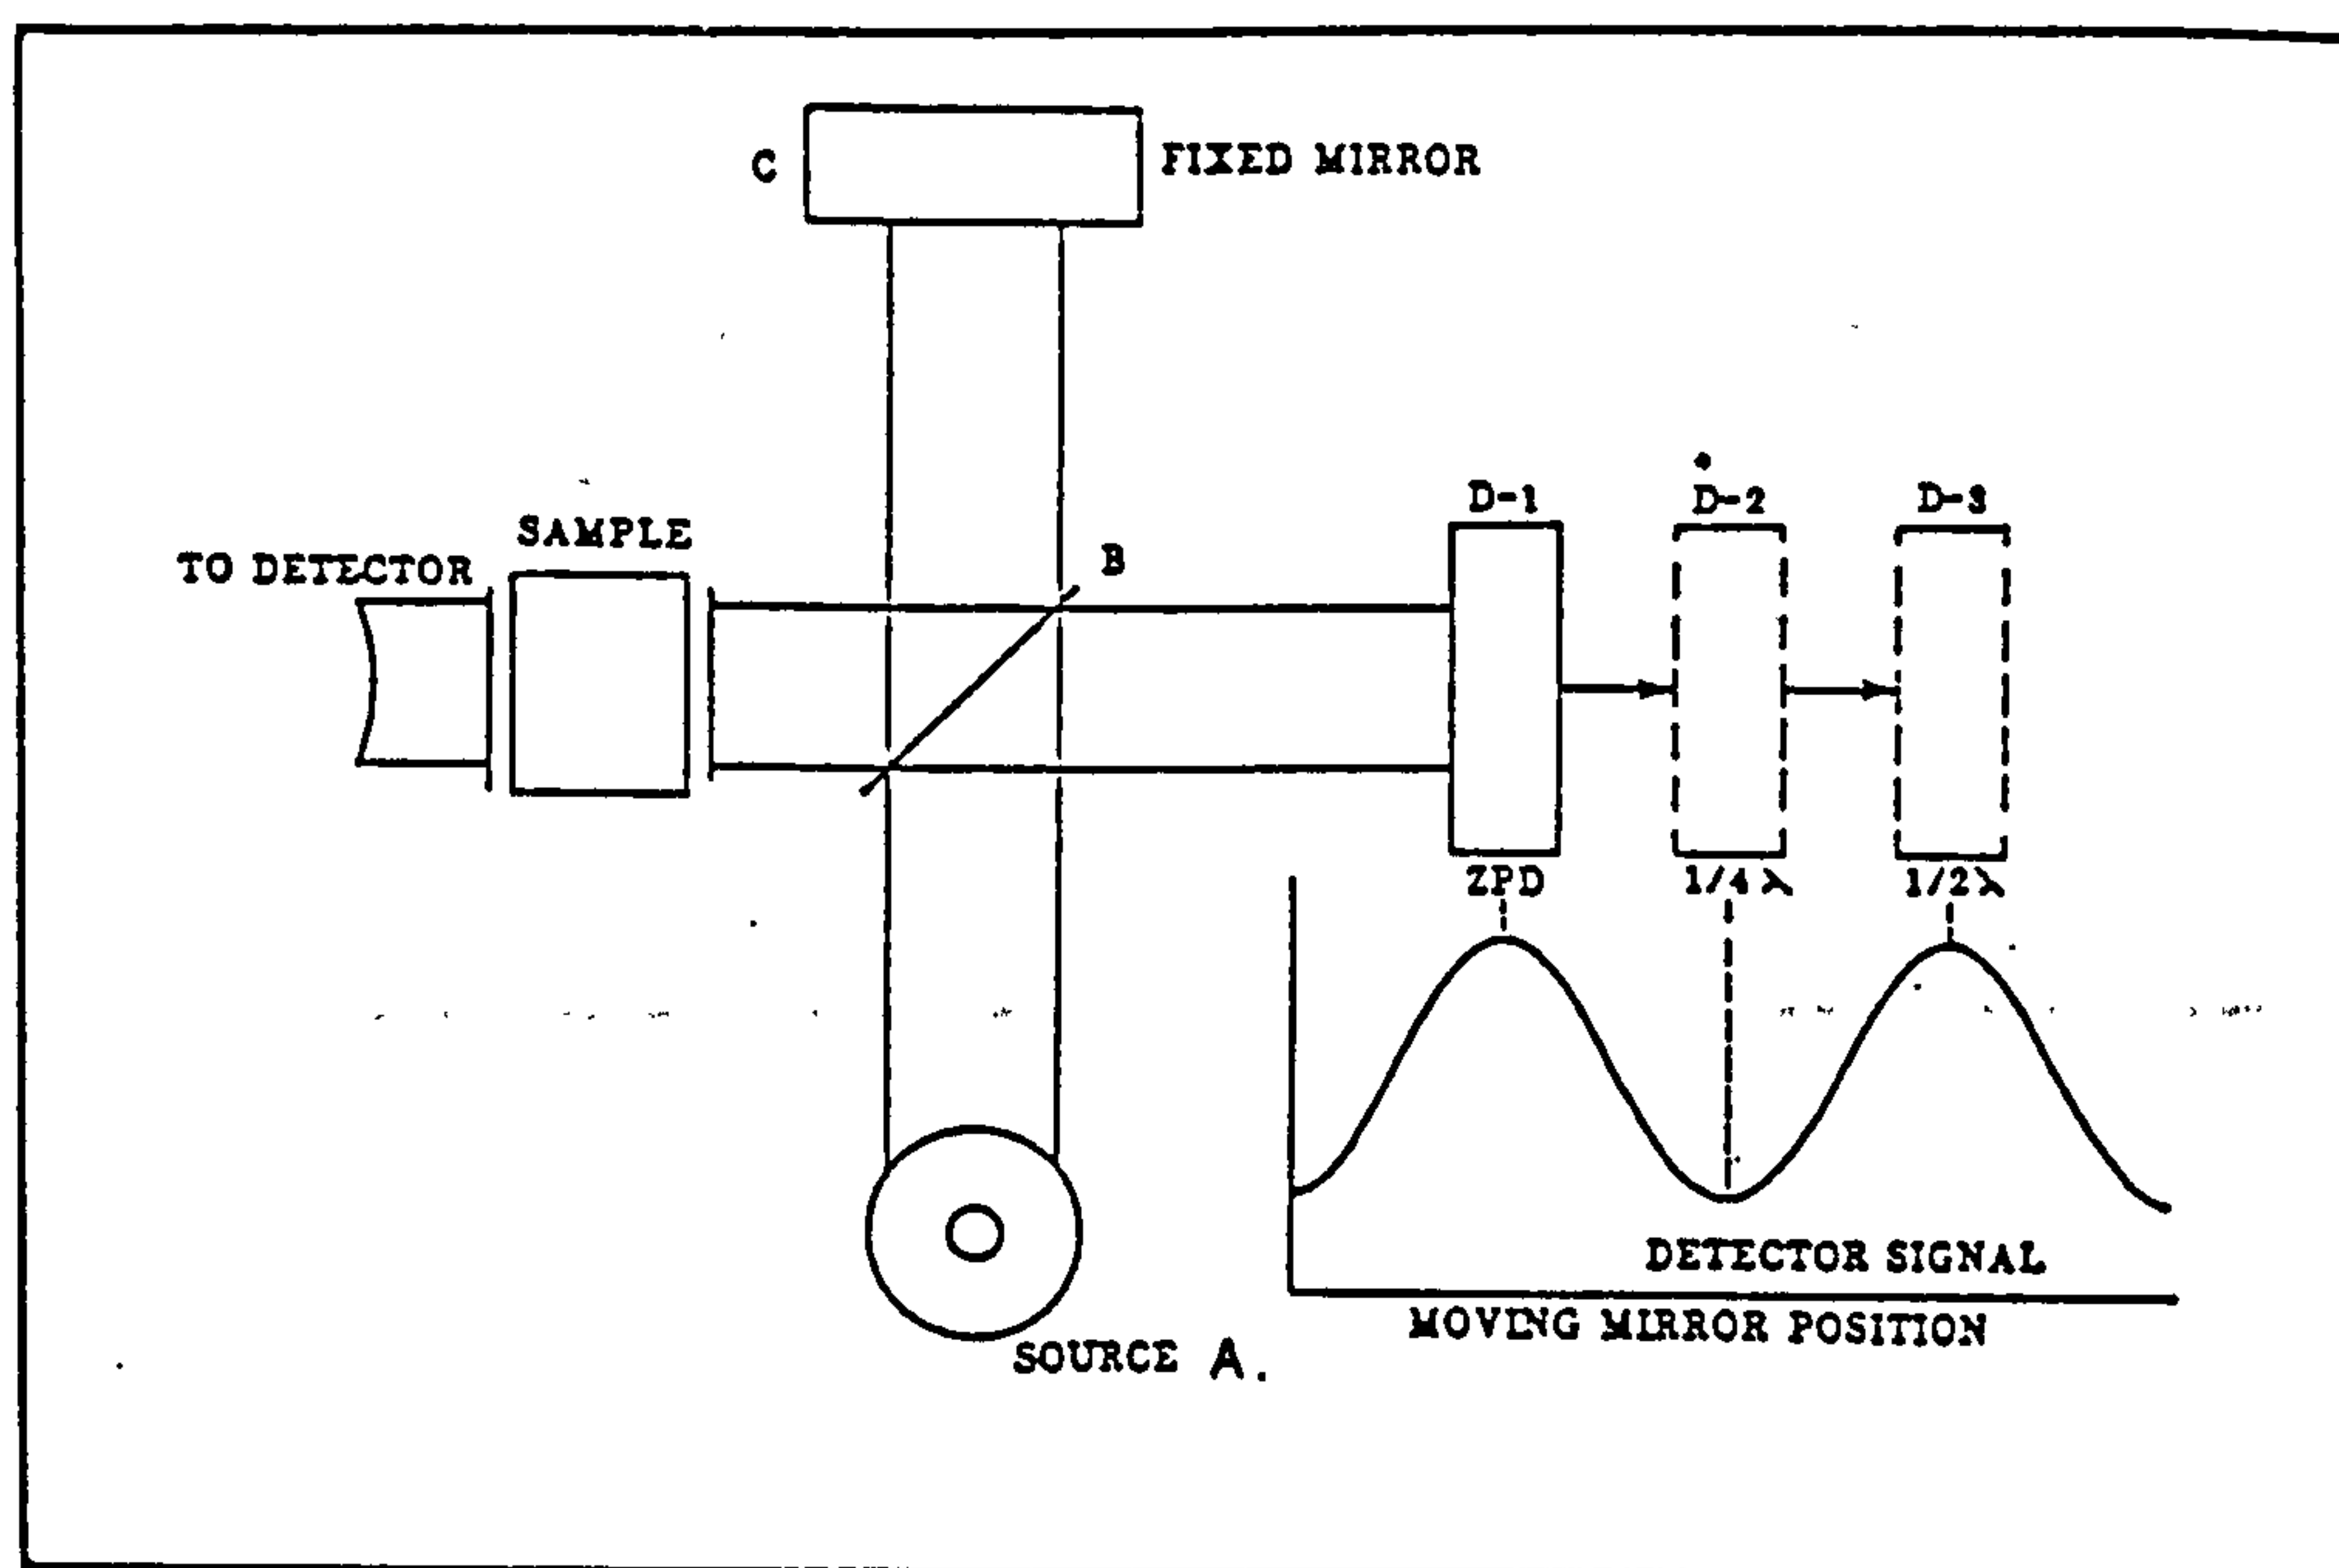 C
FIXED MIRROR
D-1
D-2
D-3
SAMPLE
TO DETECTOR
B
ZPD
1/4 λ
1/2 λ
DETECTOR SIGNAL
MOVING MIRROR POSITION
SOURCE A.